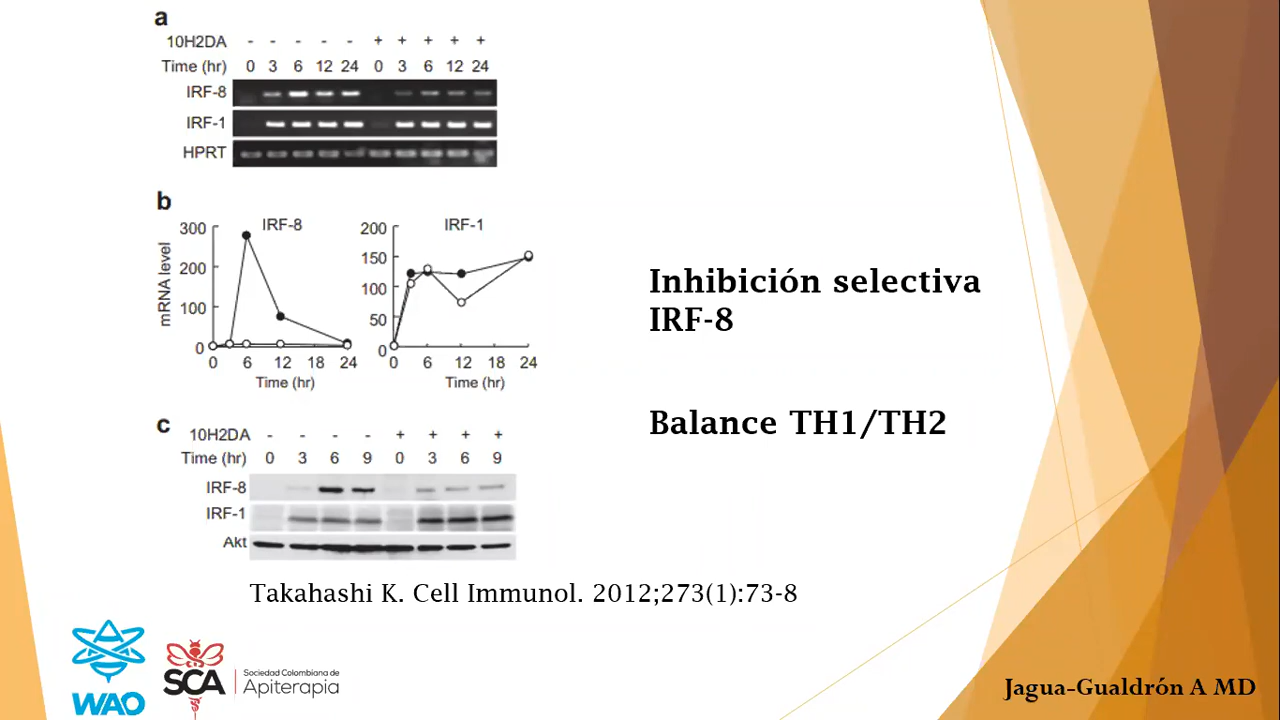 a
10H2DA - - - - - + + + + +
Time (hr) 0 3 6 12 24 0 3 6 12 24
IRF-8
IRF-1
HPRT
b
IRF-8
300
200
100
0
mRNA level
0 6 12 18 24
Time (hr)
IRF-1
200
150
100
50
0
0 6 12 18 24
Time (hr)
c
10H2DA - - - - + + + +
Time (hr) 0 3 6 9 0 3 6 9
IRF-8
IRF-1
Akt
Inhibición selectiva
IRF-8
Balance TH1/TH2
Takahashi K. Cell Immunol. 2012;273(1):73-8
WAO
SCA
Sociedad Colombiana de
Apiterapia
Jagua-Gualdrón A MD